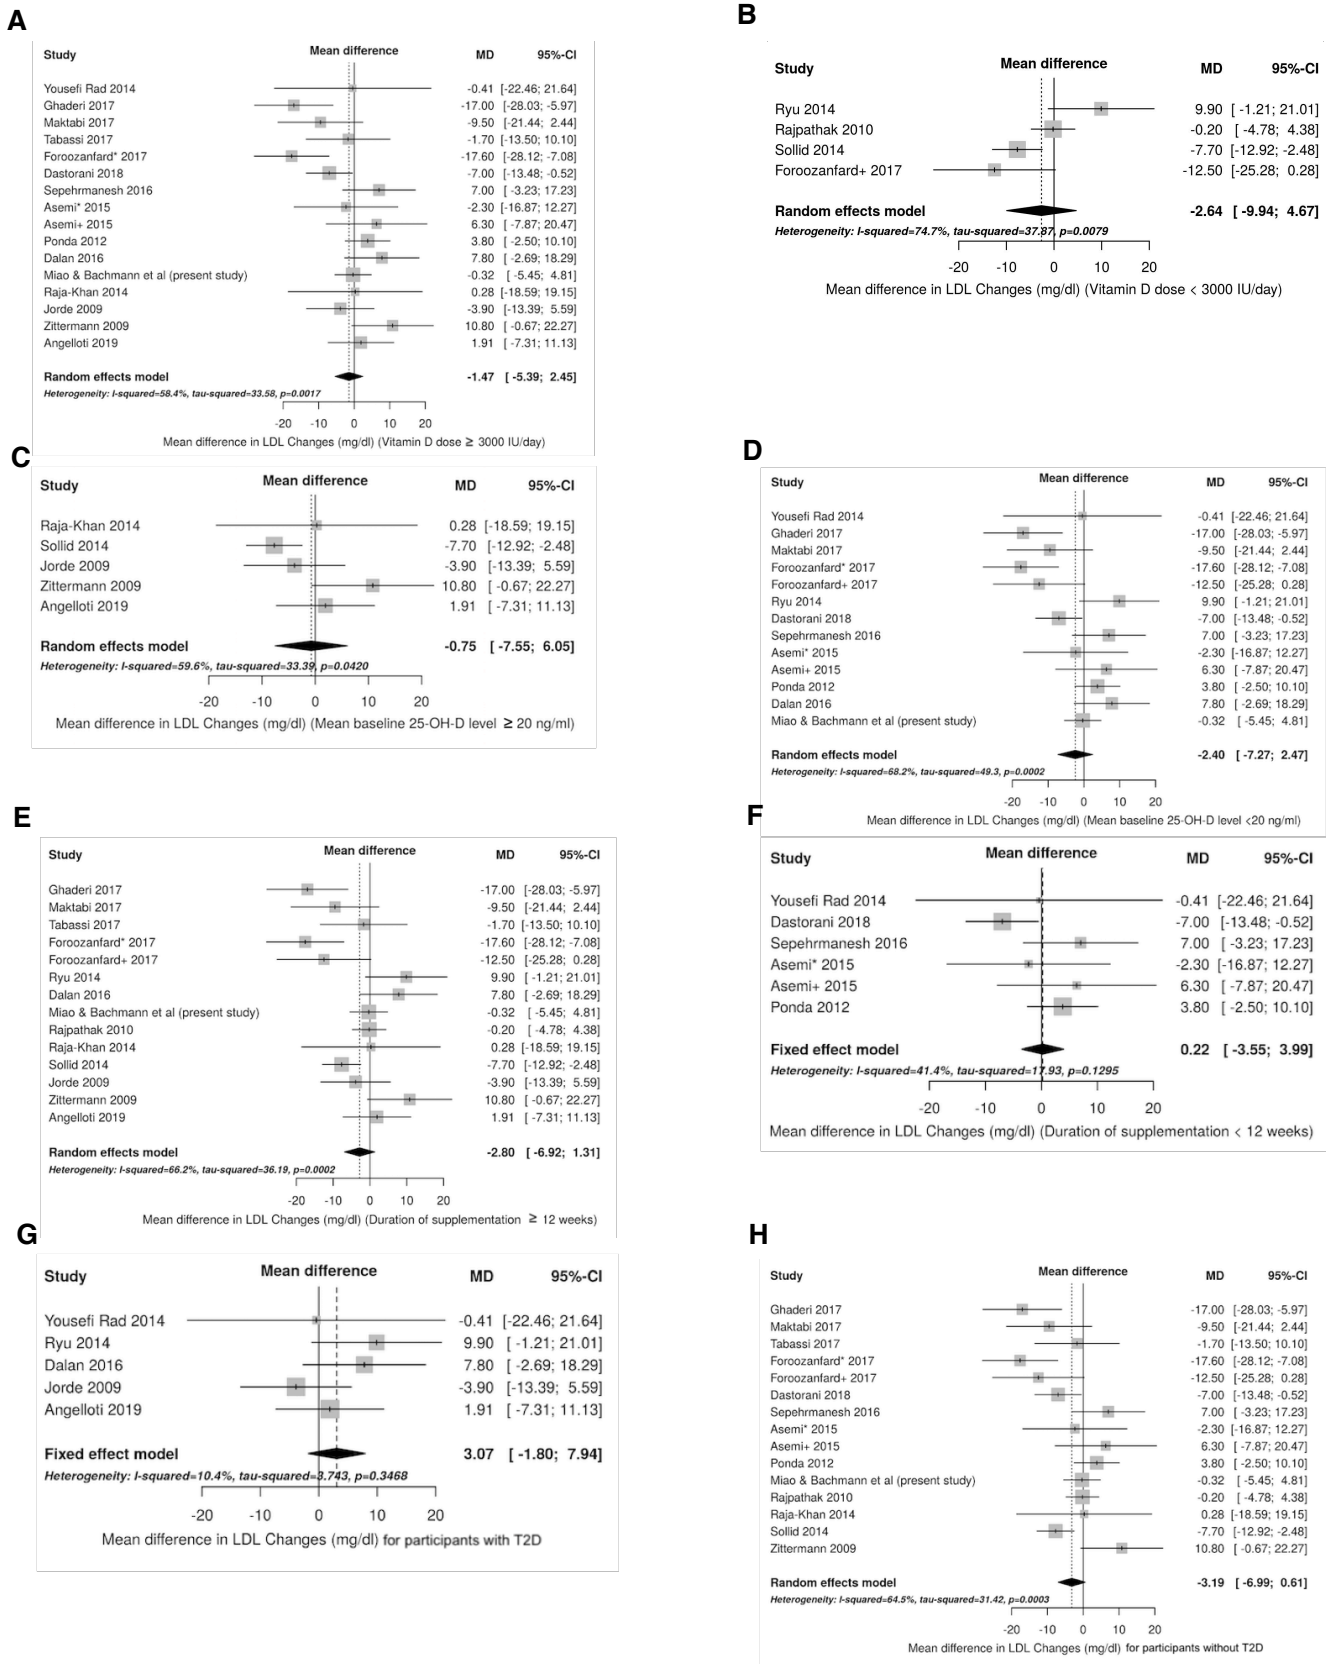 A
Mean difference
Study MD 95%-CI
Yousefi Rad 2014 -0.41 [-22.46; 21.64]
Ghaderi 2017 -17.00 [-28.03; -5.97]
Maktabi 2017 -9.50 [-21.44; 2.44]
Tabassi 2017 -1.70 [-13.50; 10.10]
Foroozanfard* 2017 -17.60 [-28.12; -7.08]
Dastorani 2018 -7.00 [-13.48; -0.52]
Sepehrmanesh 2016 7.00 [ -3.23; 17.23]
Asemi* 2015 -2.30 [-16.87; 12.27]
Asemi+ 2015 6.30 [ -7.87; 20.47]
Ponda 2012 3.80 [ -2.50; 10.10]
Dalan 2016 7.80 [ -2.69; 18.29]
Miao & Bachmann et al (present study) -0.32 [ -5.45; 4.81]
Raja-Khan 2014 0.28 [-18.59; 19.15]
Jorde 2009 -3.90 [-13.39; 5.59]
Zittermann 2009 10.80 [ -0.67; 22.27]
Angelloti 2019 1.91 [ -7.31; 11.13]
Random effects model -1.47 [ -5.39; 2.45]
Heterogeneity: I-squared=58.4%, tau-squared=33.58, p=0.0017
-20 -10 0 10 20
Mean difference in LDL Changes (mg/dl) (Vitamin D dose ≥ 3000 IU/day)
B
Mean difference
Study MD 95%-CI
Ryu 2014 9.90 [ -1.21; 21.01]
Rajpathak 2010 -0.20 [ -4.78; 4.38]
Sollid 2014 -7.70 [-12.92; -2.48]
Foroozanfard+ 2017 -12.50 [-25.28; 0.28]
Random effects model -2.64 [ -9.94; 4.67]
Heterogeneity: I-squared=74.7%, tau-squared=37.87, p=0.0079
-20 -10 0 10 20
Mean difference in LDL Changes (mg/dl) (Vitamin D dose < 3000 IU/day)
C
Mean difference
Study MD 95%-CI
Raja-Khan 2014 0.28 [-18.59; 19.15]
Sollid 2014 -7.70 [-12.92; -2.48]
Jorde 2009 -3.90 [-13.39; 5.59]
Zittermann 2009 10.80 [ -0.67; 22.27]
Angelloti 2019 1.91 [ -7.31; 11.13]
Random effects model -0.75 [ -7.55; 6.05]
Heterogeneity: I-squared=59.6%, tau-squared=33.39, p=0.0420
-20 -10 0 10 20
Mean difference in LDL Changes (mg/dl) (Mean baseline 25-OH-D level ≥ 20 ng/ml)
D
Mean difference
Study MD 95%-CI
Yousefi Rad 2014 -0.41 [-22.46; 21.64]
Ghaderi 2017 -17.00 [-28.03; -5.97]
Maktabi 2017 -9.50 [-21.44; 2.44]
Foroozanfard* 2017 -17.60 [-28.12; -7.08]
Foroozanfard+ 2017 -12.50 [-25.28; 0.28]
Ryu 2014 9.90 [ -1.21; 21.01]
Dastorani 2018 -7.00 [-13.48; -0.52]
Sepehrmanesh 2016 7.00 [ -3.23; 17.23]
Asemi* 2015 -2.30 [-16.87; 12.27]
Asemi+ 2015 6.30 [ -7.87; 20.47]
Ponda 2012 3.80 [ -2.50; 10.10]
Dalan 2016 7.80 [ -2.69; 18.29]
Miao & Bachmann et al (present study) -0.32 [ -5.45; 4.81]
Random effects model -2.40 [ -7.27; 2.47]
Heterogeneity: I-squared=68.2%, tau-squared=49.3, p=0.0002
-20 -10 0 10 20
Mean difference in LDL Changes (mg/dl) (Mean baseline 25-OH-D level <20 ng/ml)
E
Mean difference
Study MD 95%-CI
Ghaderi 2017 -17.00 [-28.03; -5.97]
Maktabi 2017 -9.50 [-21.44; 2.44]
Tabassi 2017 -1.70 [-13.50; 10.10]
Foroozanfard* 2017 -17.60 [-28.12; -7.08]
Foroozanfard+ 2017 -12.50 [-25.28; 0.28]
Ryu 2014 9.90 [ -1.21; 21.01]
Dalan 2016 7.80 [ -2.69; 18.29]
Miao & Bachmann et al (present study) -0.32 [ -5.45; 4.81]
Rajpathak 2010 -0.20 [ -4.78; 4.38]
Raja-Khan 2014 0.28 [-18.59; 19.15]
Sollid 2014 -7.70 [-12.92; -2.48]
Jorde 2009 -3.90 [-13.39; 5.59]
Zittermann 2009 10.80 [ -0.67; 22.27]
Angelloti 2019 1.91 [ -7.31; 11.13]
Random effects model -2.80 [ -6.92; 1.31]
Heterogeneity: I-squared=66.2%, tau-squared=36.19, p=0.0002
-20 -10 0 10 20
Mean difference in LDL Changes (mg/dl) (Duration of supplementation ≥ 12 weeks)
F
Mean difference
Study MD 95%-CI
Yousefi Rad 2014 -0.41 [-22.46; 21.64]
Dastorani 2018 -7.00 [-13.48; -0.52]
Sepehrmanesh 2016 7.00 [ -3.23; 17.23]
Asemi* 2015 -2.30 [-16.87; 12.27]
Asemi+ 2015 6.30 [ -7.87; 20.47]
Ponda 2012 3.80 [ -2.50; 10.10]
Fixed effect model 0.22 [ -3.55; 3.99]
Heterogeneity: I-squared=41.4%, tau-squared=17.93, p=0.1295
-20 -10 0 10 20
Mean difference in LDL Changes (mg/dl) (Duration of supplementation < 12 weeks)
G
Mean difference
Study MD 95%-CI
Yousefi Rad 2014 -0.41 [-22.46; 21.64]
Ryu 2014 9.90 [ -1.21; 21.01]
Dalan 2016 7.80 [ -2.69; 18.29]
Jorde 2009 -3.90 [-13.39; 5.59]
Angelloti 2019 1.91 [ -7.31; 11.13]
Fixed effect model 3.07 [ -1.80; 7.94]
Heterogeneity: I-squared=10.4%, tau-squared=3.743, p=0.3468
-20 -10 0 10 20
Mean difference in LDL Changes (mg/dl) for participants with T2D
H
Mean difference
Study MD 95%-CI
Ghaderi 2017 -17.00 [-28.03; -5.97]
Maktabi 2017 -9.50 [-21.44; 2.44]
Tabassi 2017 -1.70 [-13.50; 10.10]
Foroozanfard* 2017 -17.60 [-28.12; -7.08]
Foroozanfard+ 2017 -12.50 [-25.28; 0.28]
Dastorani 2018 -7.00 [-13.48; -0.52]
Sepehrmanesh 2016 7.00 [ -3.23; 17.23]
Asemi* 2015 -2.30 [-16.87; 12.27]
Asemi+ 2015 6.30 [ -7.87; 20.47]
Ponda 2012 3.80 [ -2.50; 10.10]
Miao & Bachmann et al (present study) -0.32 [ -5.45; 4.81]
Rajpathak 2010 -0.20 [ -4.78; 4.38]
Raja-Khan 2014 0.28 [-18.59; 19.15]
Sollid 2014 -7.70 [-12.92; -2.48]
Zittermann 2009 10.80 [ -0.67; 22.27]
Random effects model -3.19 [ -6.99; 0.61]
Heterogeneity: I-squared=64.5%, tau-squared=31.42, p=0.0003
-20 -10 0 10 20
Mean difference in LDL Changes (mg/dl) for participants without T2D